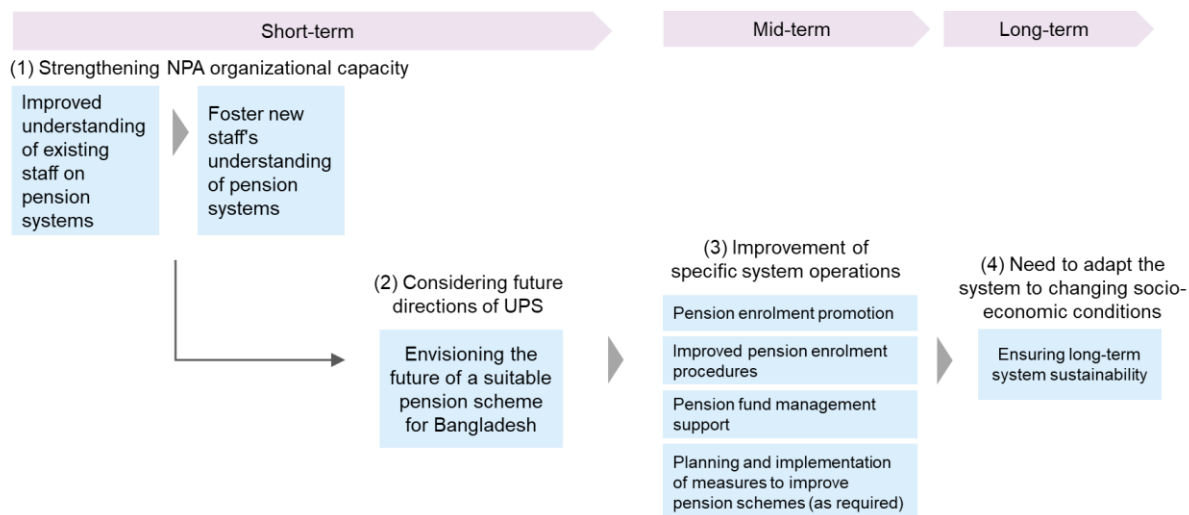 Short-term
Mid-term
Long-term
(1) Strengthening NPA organizational capacity
Improved
understanding
of existing
staff on
pension
systems
Foster new
staff's
understanding
of pension
systems
(2) Considering future
directions of UPS
Envisioning the
future of a suitable
pension scheme
for Bangladesh
(3) Improvement of
specific system operations
Pension enrolment promotion
Improved pension enrolment
procedures
Pension fund management
support
Planning and implementation
of measures to improve
pension schemes (as required)
(4) Need to adapt the
system to changing socio-
economic conditions
Ensuring long-term
system sustainability